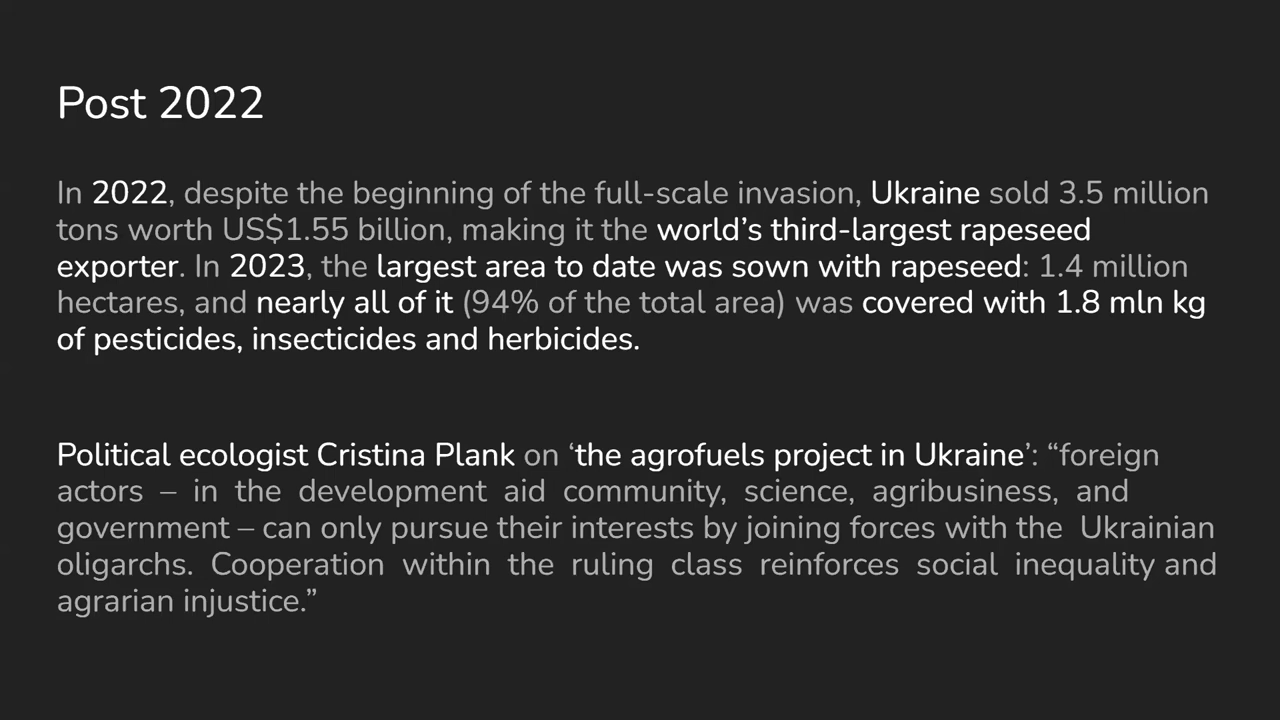 Post 2022
In 2022, despite the beginning of the full-scale invasion, Ukraine sold 3.5 million
tons worth US$1.55 billion, making it the world’s third-largest rapeseed
exporter. In 2023, the largest area to date was sown with rapeseed: 1.4 million
hectares, and nearly all of it (94% of the total area) was covered with 1.8 mln kg
of pesticides, insecticides and herbicides.
Political ecologist Cristina Plank on ‘the agrofuels project in Ukraine’: “foreign
actors – in the development aid community, science, agribusiness, and
government – can only pursue their interests by joining forces with the Ukrainian
oligarchs. Cooperation within the ruling class reinforces social inequality and
agrarian injustice.”